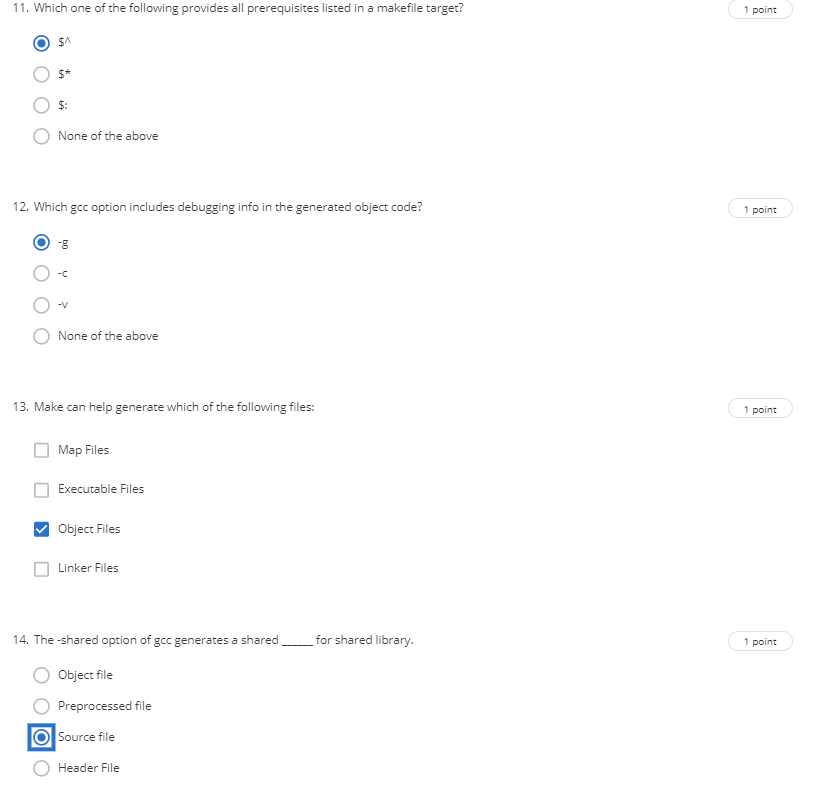 11. Which one of the following provides all prerequisites listed in a makefile target?
1 point
$^
$*
$:
None of the above
12. Which gcc option includes debugging info in the generated object code?
1 point
-g
-c
-v
None of the above
13. Make can help generate which of the following files:
1 point
Map Files
Executable Files
Object Files
Linker Files
14. The -shared option of gcc generates a shared ______ for shared library.
1 point
Object file
Preprocessed file
Source file
Header File